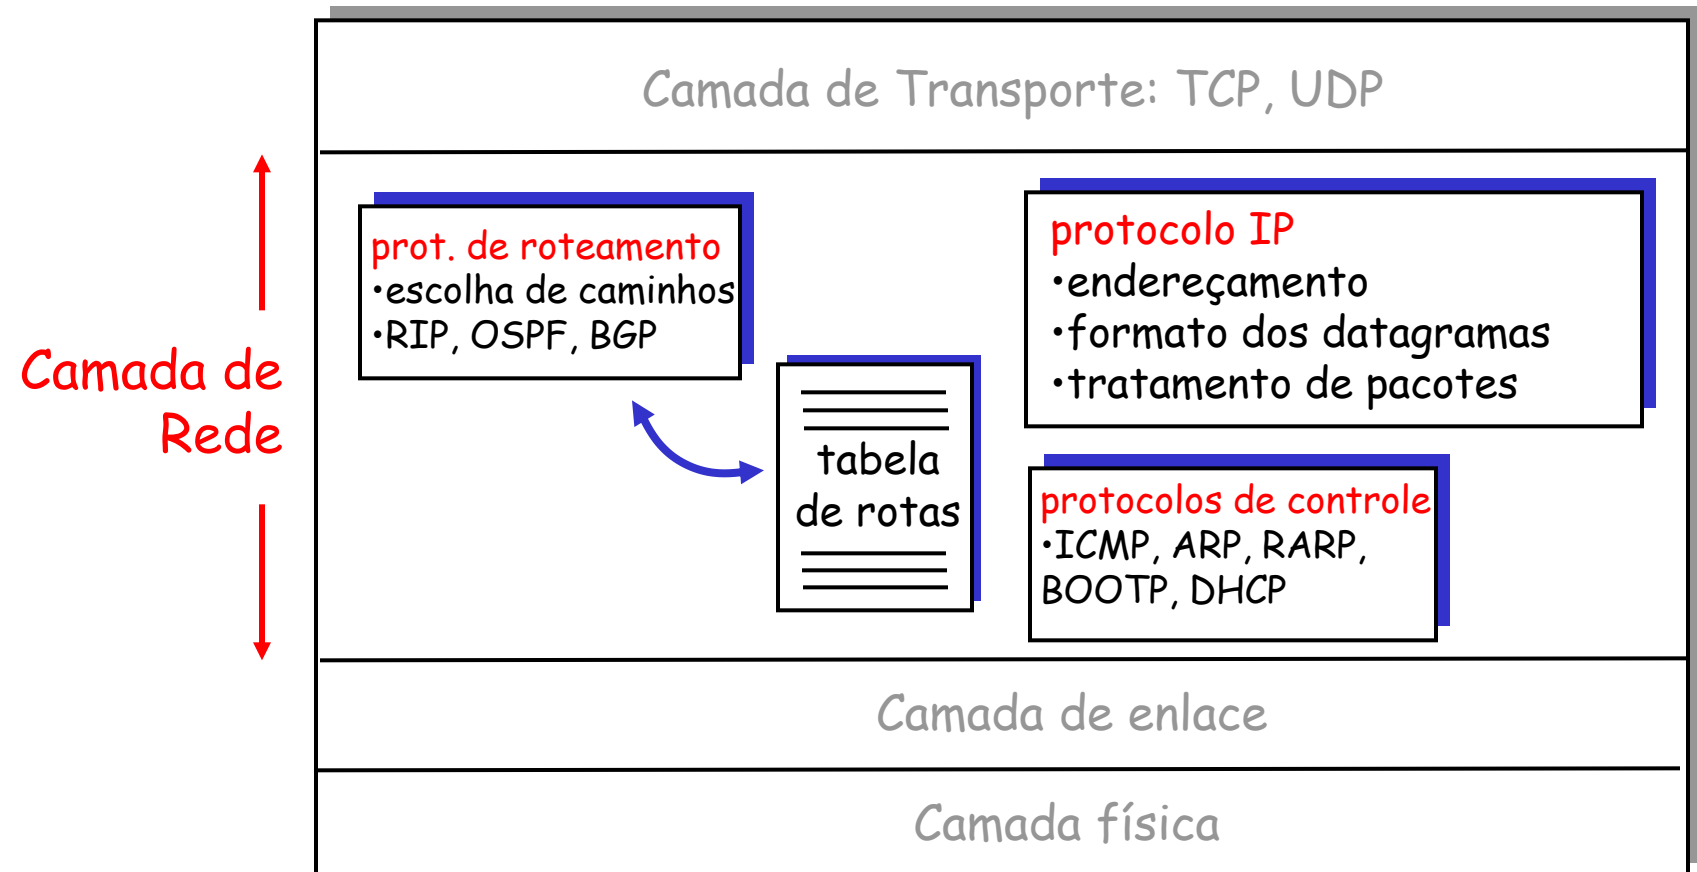 Camada de Transporte: TCP, UDP
Camada de
Rede
prot. de roteamento
•escolha de caminhos
•RIP, OSPF, BGP
tabela
de rotas
protocolo IP
•endereçamento
•formato dos datagramas
•tratamento de pacotes
protocolos de controle
•ICMP, ARP, RARP,
BOOTP, DHCP
Camada de enlace
Camada física